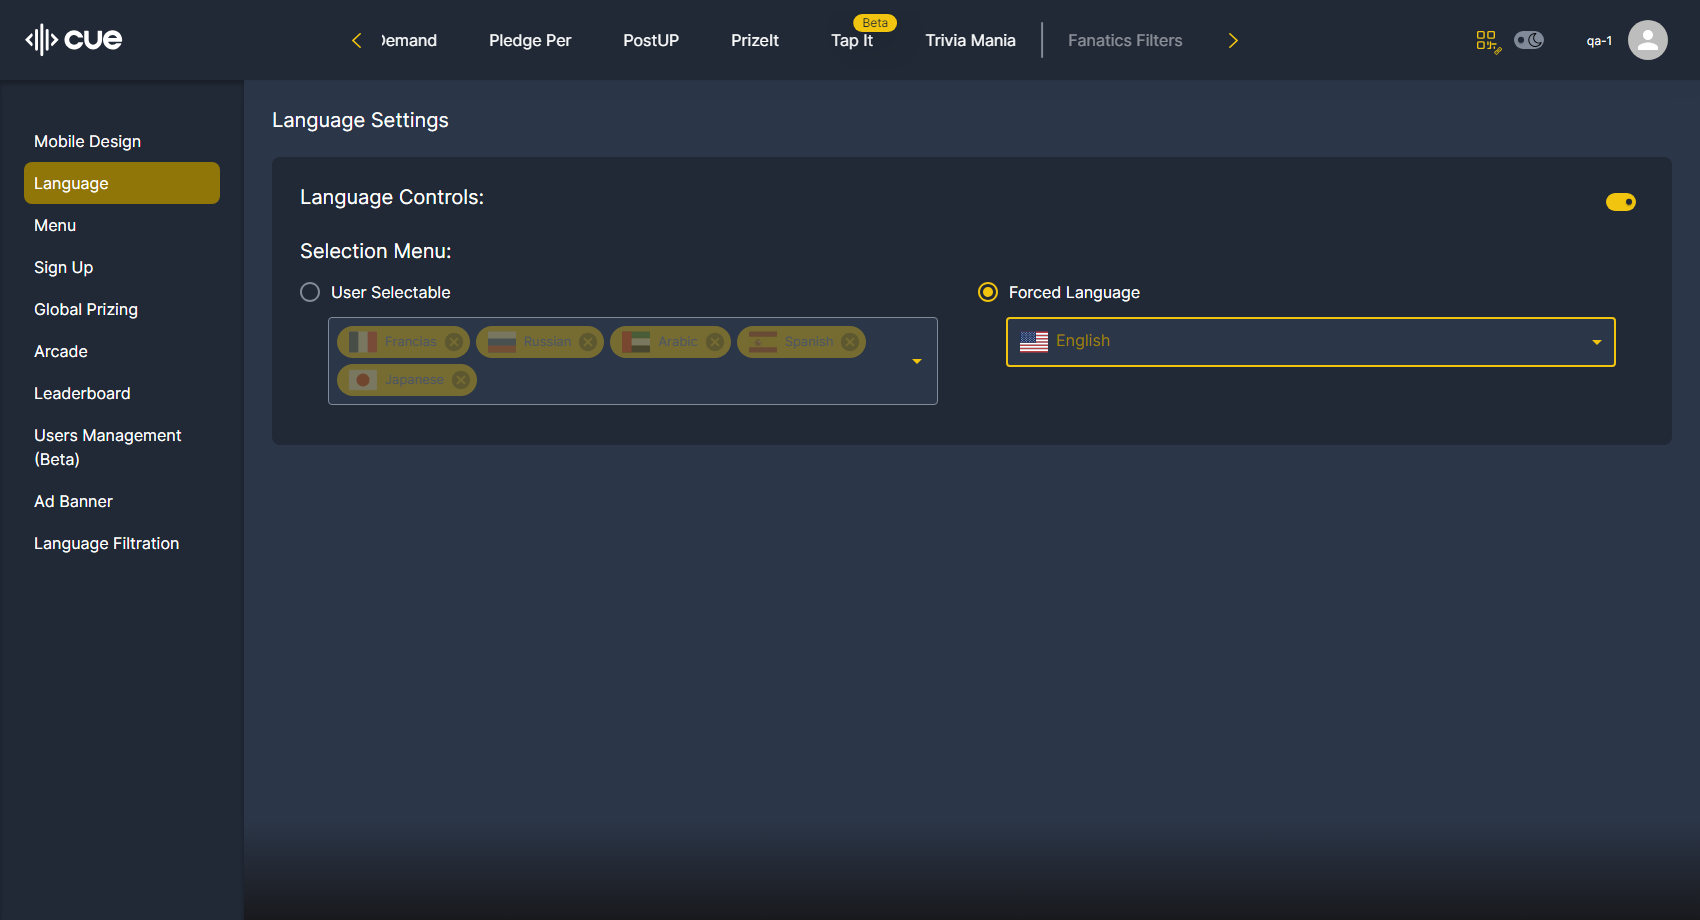 cue
Demand
Pledge Per
PostUP
PrizeIt
Beta
Tap It
Trivia Mania
Fanatics Filters
qa-1
Mobile Design
Language
Menu
Sign Up
Global Prizing
Arcade
Leaderboard
Users Management
(Beta)
Ad Banner
Language Filtration
Language Settings
Language Controls:
Selection Menu:
User Selectable
Francias
Russian
Arabic
Spanish
Japanese
Forced Language
English